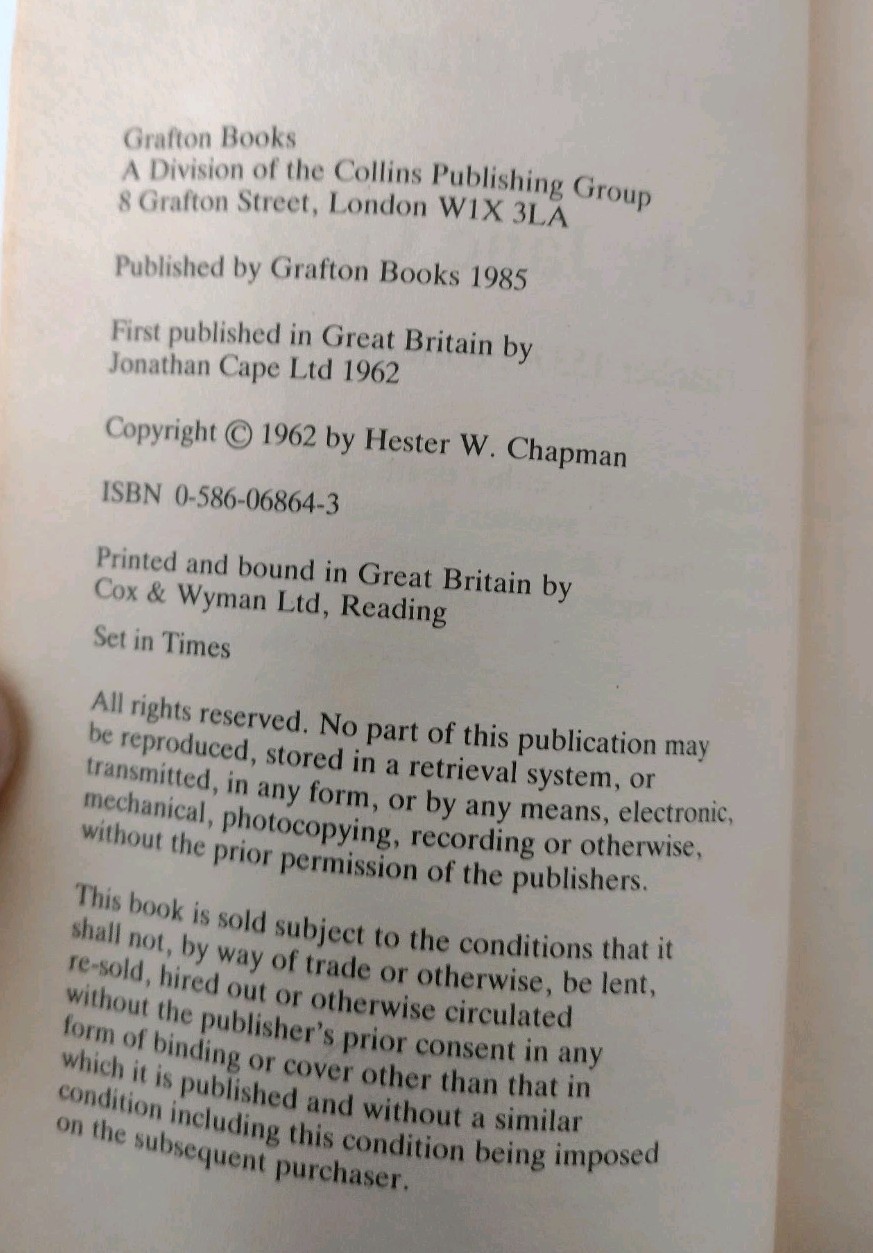 Grafton Books
A Division of the Collins Publishing Group
8 Grafton Street, London W1X 3LA
Published by Grafton Books 1985
First published in Great Britain by
Jonathan Cape Ltd 1962
Copyright © 1962 by Hester W. Chapman
ISBN 0-586-06864-3
Printed and bound in Great Britain by
Cox & Wyman Ltd, Reading
Set in Times
All rights reserved. No part of this publication may
be reproduced, stored in a retrieval system, or
transmitted, in any form, or by any means, electronic,
mechanical, photocopying, recording or otherwise,
without the prior permission of the publishers.
This book is sold subject to the conditions that it
shall not, by way of trade or otherwise, be lent,
re-sold, hired out or otherwise circulated
without the publisher's prior consent in any
form of binding or cover other than that in
which it is published and without a similar
condition including this condition being imposed
on the subsequent purchaser.